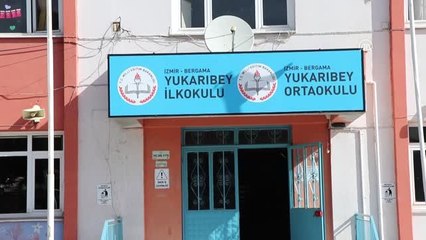 İZMİR - BERGAMA
YUKARIBEY
İLKOKULU
İZMİR - BERGAMA
YUKARIBEY
ORTAOKULU